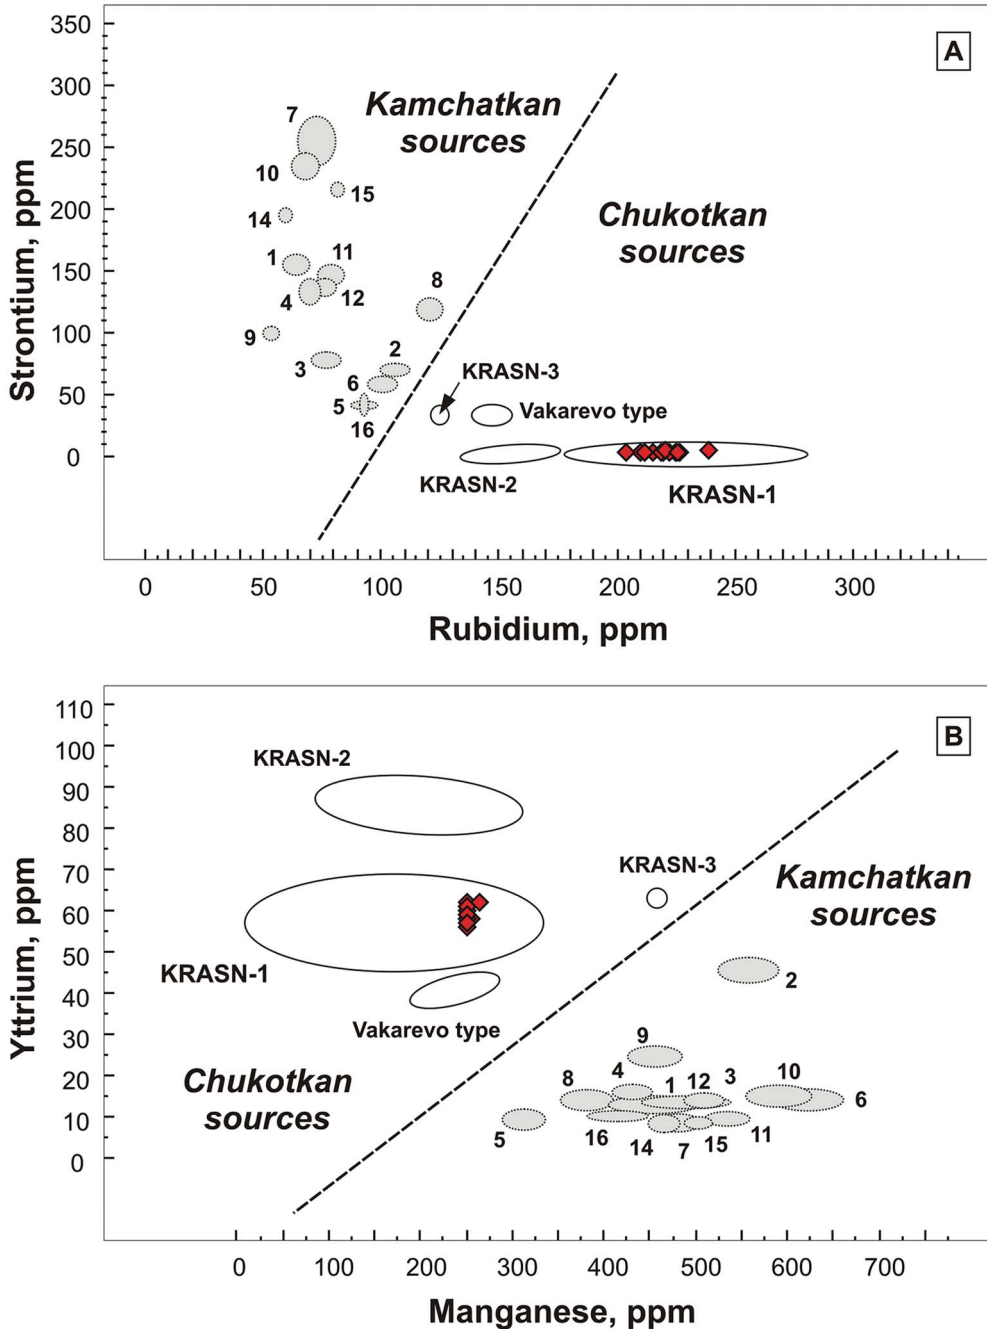 A
Strontium, ppm
350
300
250
200
150
100
50
0
Kamchatkan
sources
Chukotkan
sources
7
10
15
14
1
11
4
12
8
9
3
2
6
5
16
KRASN-3
Vakarevo type
KRASN-2
KRASN-1
0 50 100 150 200 250 300
Rubidium, ppm
B
Yttrium, ppm
110
100
90
80
70
60
50
40
30
20
10
0
KRASN-2
KRASN-3
Kamchatkan
sources
KRASN-1
Vakarevo type
Chukotkan
sources
2
9
8
4
1
12
3
10
6
5
16
14
7
15
11
0 100 200 300 400 500 600 700
Manganese, ppm